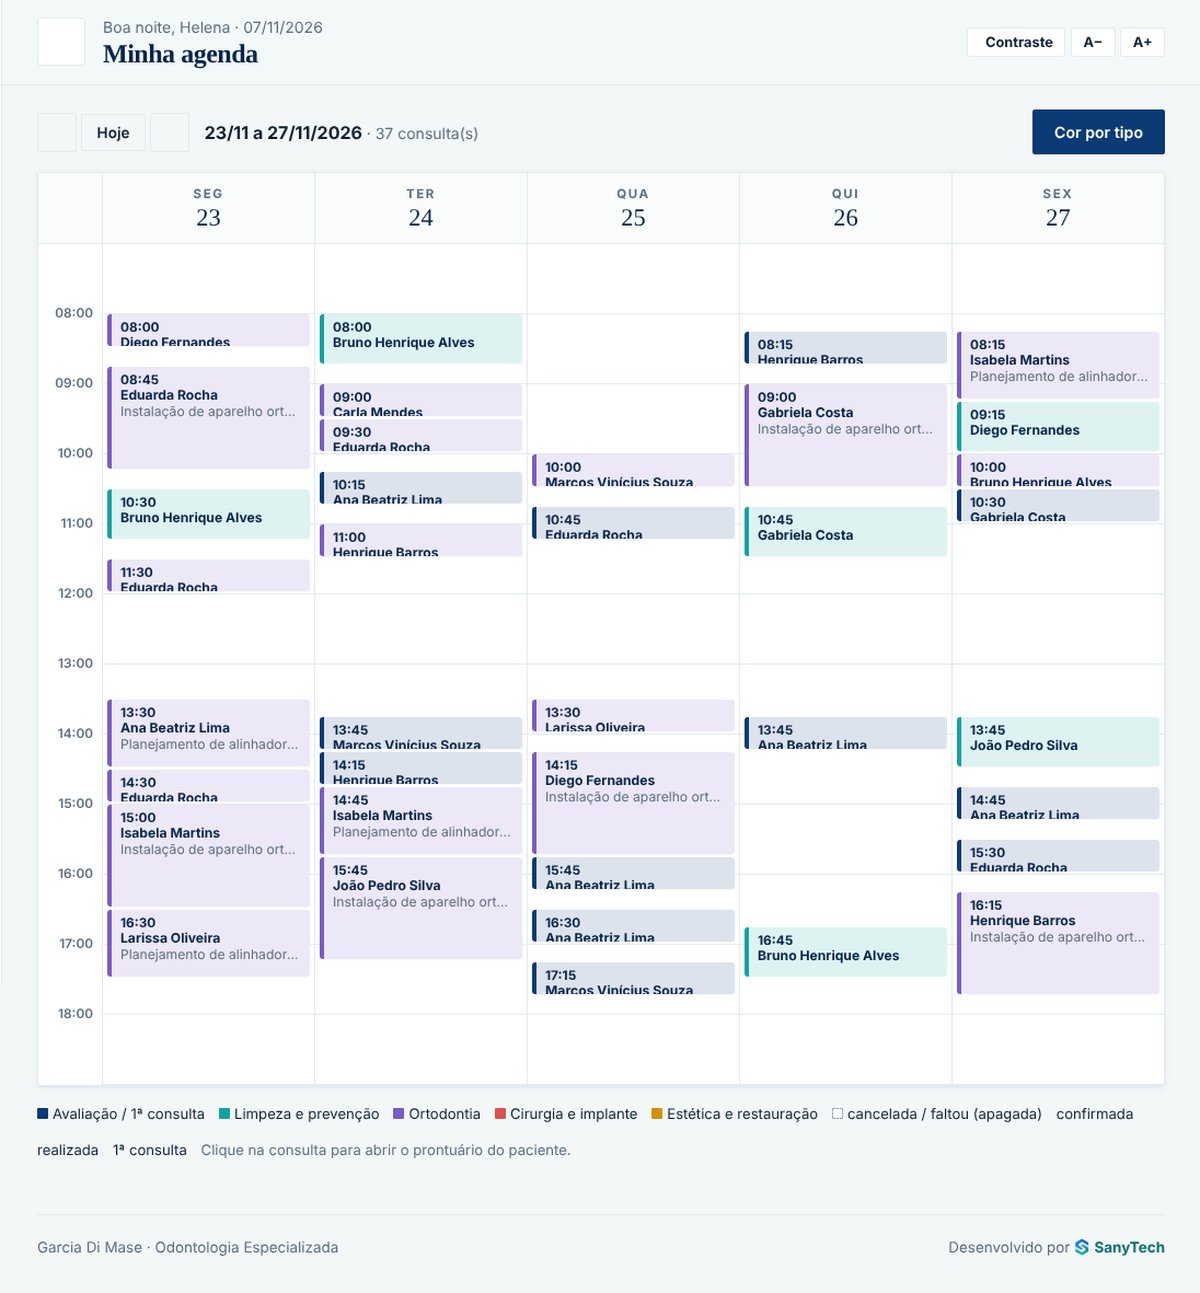 Boa noite, Helena · 07/11/2026
Minha agenda
Contraste
A−
A+
Hoje
23/11 a 27/11/2026 · 37 consulta(s)
Cor por tipo
SEG
23
TER
24
QUA
25
QUI
26
SEX
27
08:00
09:00
10:00
11:00
12:00
13:00
14:00
15:00
16:00
17:00
18:00
08:00
Diego Fernandes
08:45
Eduarda Rocha
Instalação de aparelho ort...
10:30
Bruno Henrique Alves
11:30
Eduarda Rocha
13:30
Ana Beatriz Lima
Planejamento de alinhador...
14:30
Eduarda Rocha
15:00
Isabela Martins
Instalação de aparelho ort...
16:30
Larissa Oliveira
Planejamento de alinhador...
08:00
Bruno Henrique Alves
09:00
Carla Mendes
09:30
Eduarda Rocha
10:15
Ana Beatriz Lima
11:00
Henrique Barros
13:45
Marcos Vinícius Souza
14:15
Henrique Barros
14:45
Isabela Martins
Planejamento de alinhador...
15:45
João Pedro Silva
Instalação de aparelho ort...
10:00
Marcos Vinícius Souza
10:45
Eduarda Rocha
13:30
Larissa Oliveira
14:15
Diego Fernandes
Instalação de aparelho ort...
15:45
Ana Beatriz Lima
16:30
Ana Beatriz Lima
17:15
Marcos Vinícius Souza
08:15
Henrique Barros
09:00
Gabriela Costa
Instalação de aparelho ort...
10:45
Gabriela Costa
13:45
Ana Beatriz Lima
16:45
Bruno Henrique Alves
08:15
Isabela Martins
Planejamento de alinhador...
09:15
Diego Fernandes
10:00
Bruno Henrique Alves
10:30
Gabriela Costa
13:45
João Pedro Silva
14:45
Ana Beatriz Lima
15:30
Eduarda Rocha
16:15
Henrique Barros
Instalação de aparelho ort...
Avaliação / 1ª consulta Limpeza e prevenção Ortodontia Cirurgia e implante Estética e restauração cancelada / faltou (apagada) confirmada
realizada 1ª consulta Clique na consulta para abrir o prontuário do paciente.
Garcia Di Mase · Odontologia Especializada
Desenvolvido por SanyTech